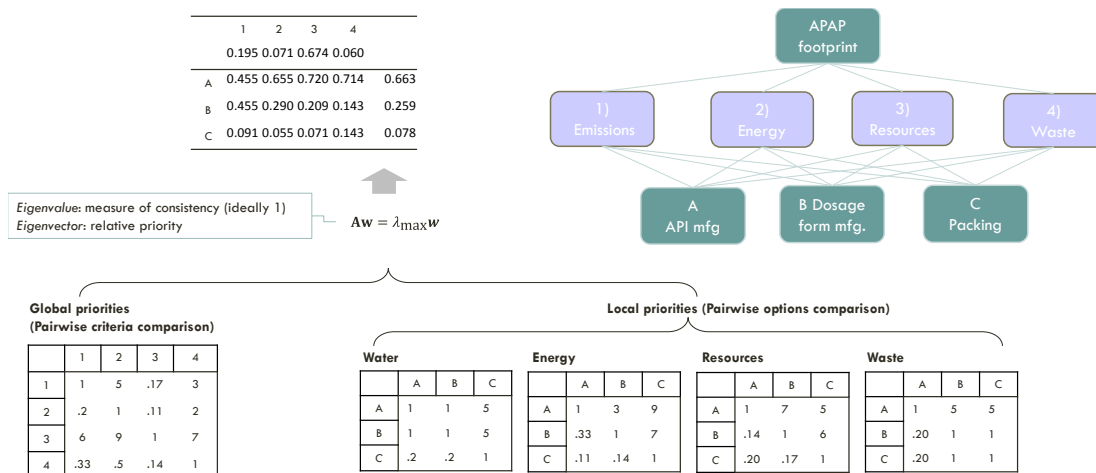 1 2 3 4
0.195 0.071 0.674 0.060
A 0.455 0.655 0.720 0.714 0.663
B 0.455 0.290 0.209 0.143 0.259
C 0.091 0.055 0.071 0.143 0.078
APAP
footprint
1)
Emissions
2)
Energy
3)
Resources
4)
Waste
A
API mfg
B Dosage
form mfg.
C
Packing
Eigenvalue: measure of consistency (ideally 1)
Eigenvector: relative priority
Aw = λmax w
Global priorities
(Pairwise criteria comparison)
1 2 3 4
1 1 5 .17 3
2 .2 1 .11 2
3 6 9 1 7
4 .33 .5 .14 1
Local priorities (Pairwise options comparison)
Water
A B C
A 1 1 5
B 1 1 5
C .2 .2 1
Energy
A B C
A 1 3 9
B .33 1 7
C .11 .14 1
Resources
A B C
A 1 7 5
B .14 1 6
C .20 .17 1
Waste
A B C
A 1 5 5
B .20 1 1
C .20 1 1